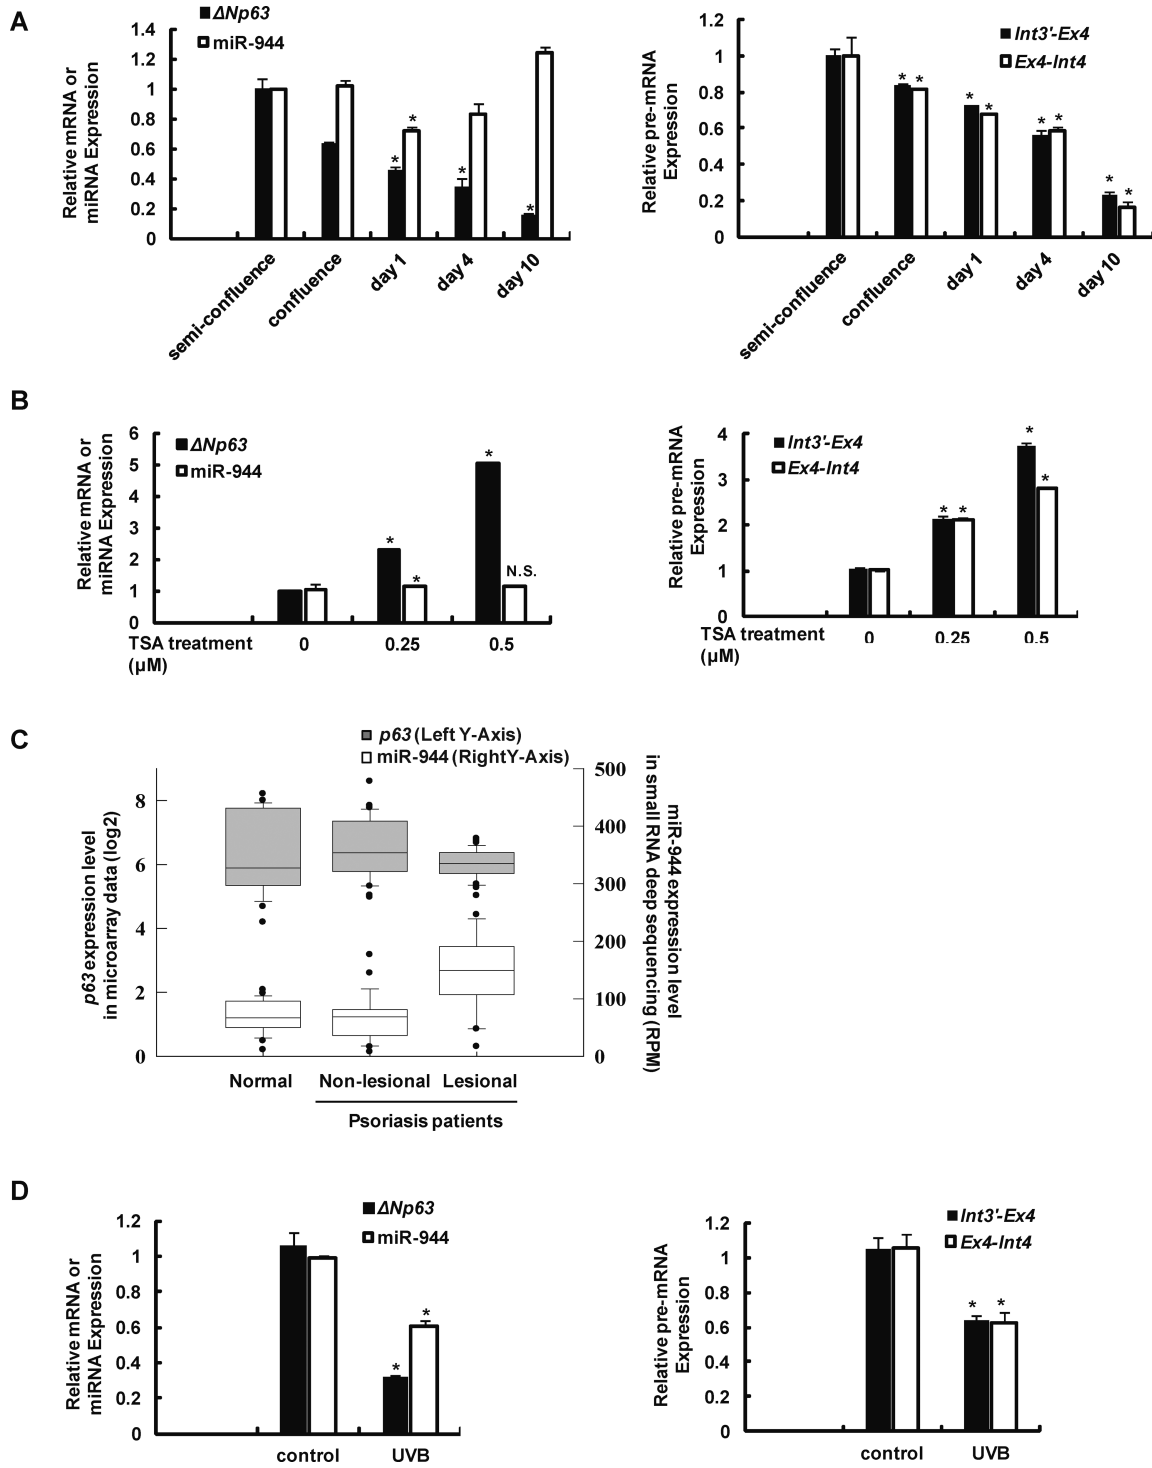 A
Relative mRNA or
miRNA Expression
ΔNp63
miR-944
1.4
1.2
1
0.8
0.6
0.4
0.2
0
*
*
*
*
semi-confluence
confluence
day 1
day 4
day 10
Relative pre-mRNA
Expression
Int3'-Ex4
Ex4-Int4
1.2
1
0.8
0.6
0.4
0.2
0
* *
* *
* *
* *
semi-confluence
confluence
day 1
day 4
day 10
B
Relative mRNA or
miRNA Expression
ΔNp63
miR-944
6
5
4
3
2
1
0
*
*
*
N.S.
TSA treatment
(µM)
0
0.25
0.5
Relative pre-mRNA
Expression
Int3'-Ex4
Ex4-Int4
4
3
2
1
0
* *
*
*
TSA treatment
(µM)
0
0.25
0.5
C
p63 (Left Y-Axis)
miR-944 (RightY-Axis)
p63 expression level
in microarray data (log2)
8
6
4
2
0
500
400
300
200
100
0
miR-944 expression level
in small RNA deep sequencing (RPM)
Normal
Non-lesional
Lesional
Psoriasis patients
D
Relative mRNA or
miRNA Expression
ΔNp63
miR-944
1.2
1
0.8
0.6
0.4
0.2
0
*
*
control
UVB
Relative pre-mRNA
Expression
Int3'-Ex4
Ex4-Int4
1.2
1
0.8
0.6
0.4
0.2
0
* *
control
UVB